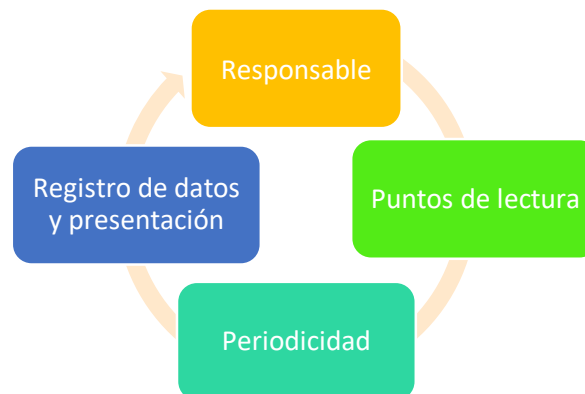 Responsable
Puntos de lectura
Periodicidad
Registro de datos
y presentación